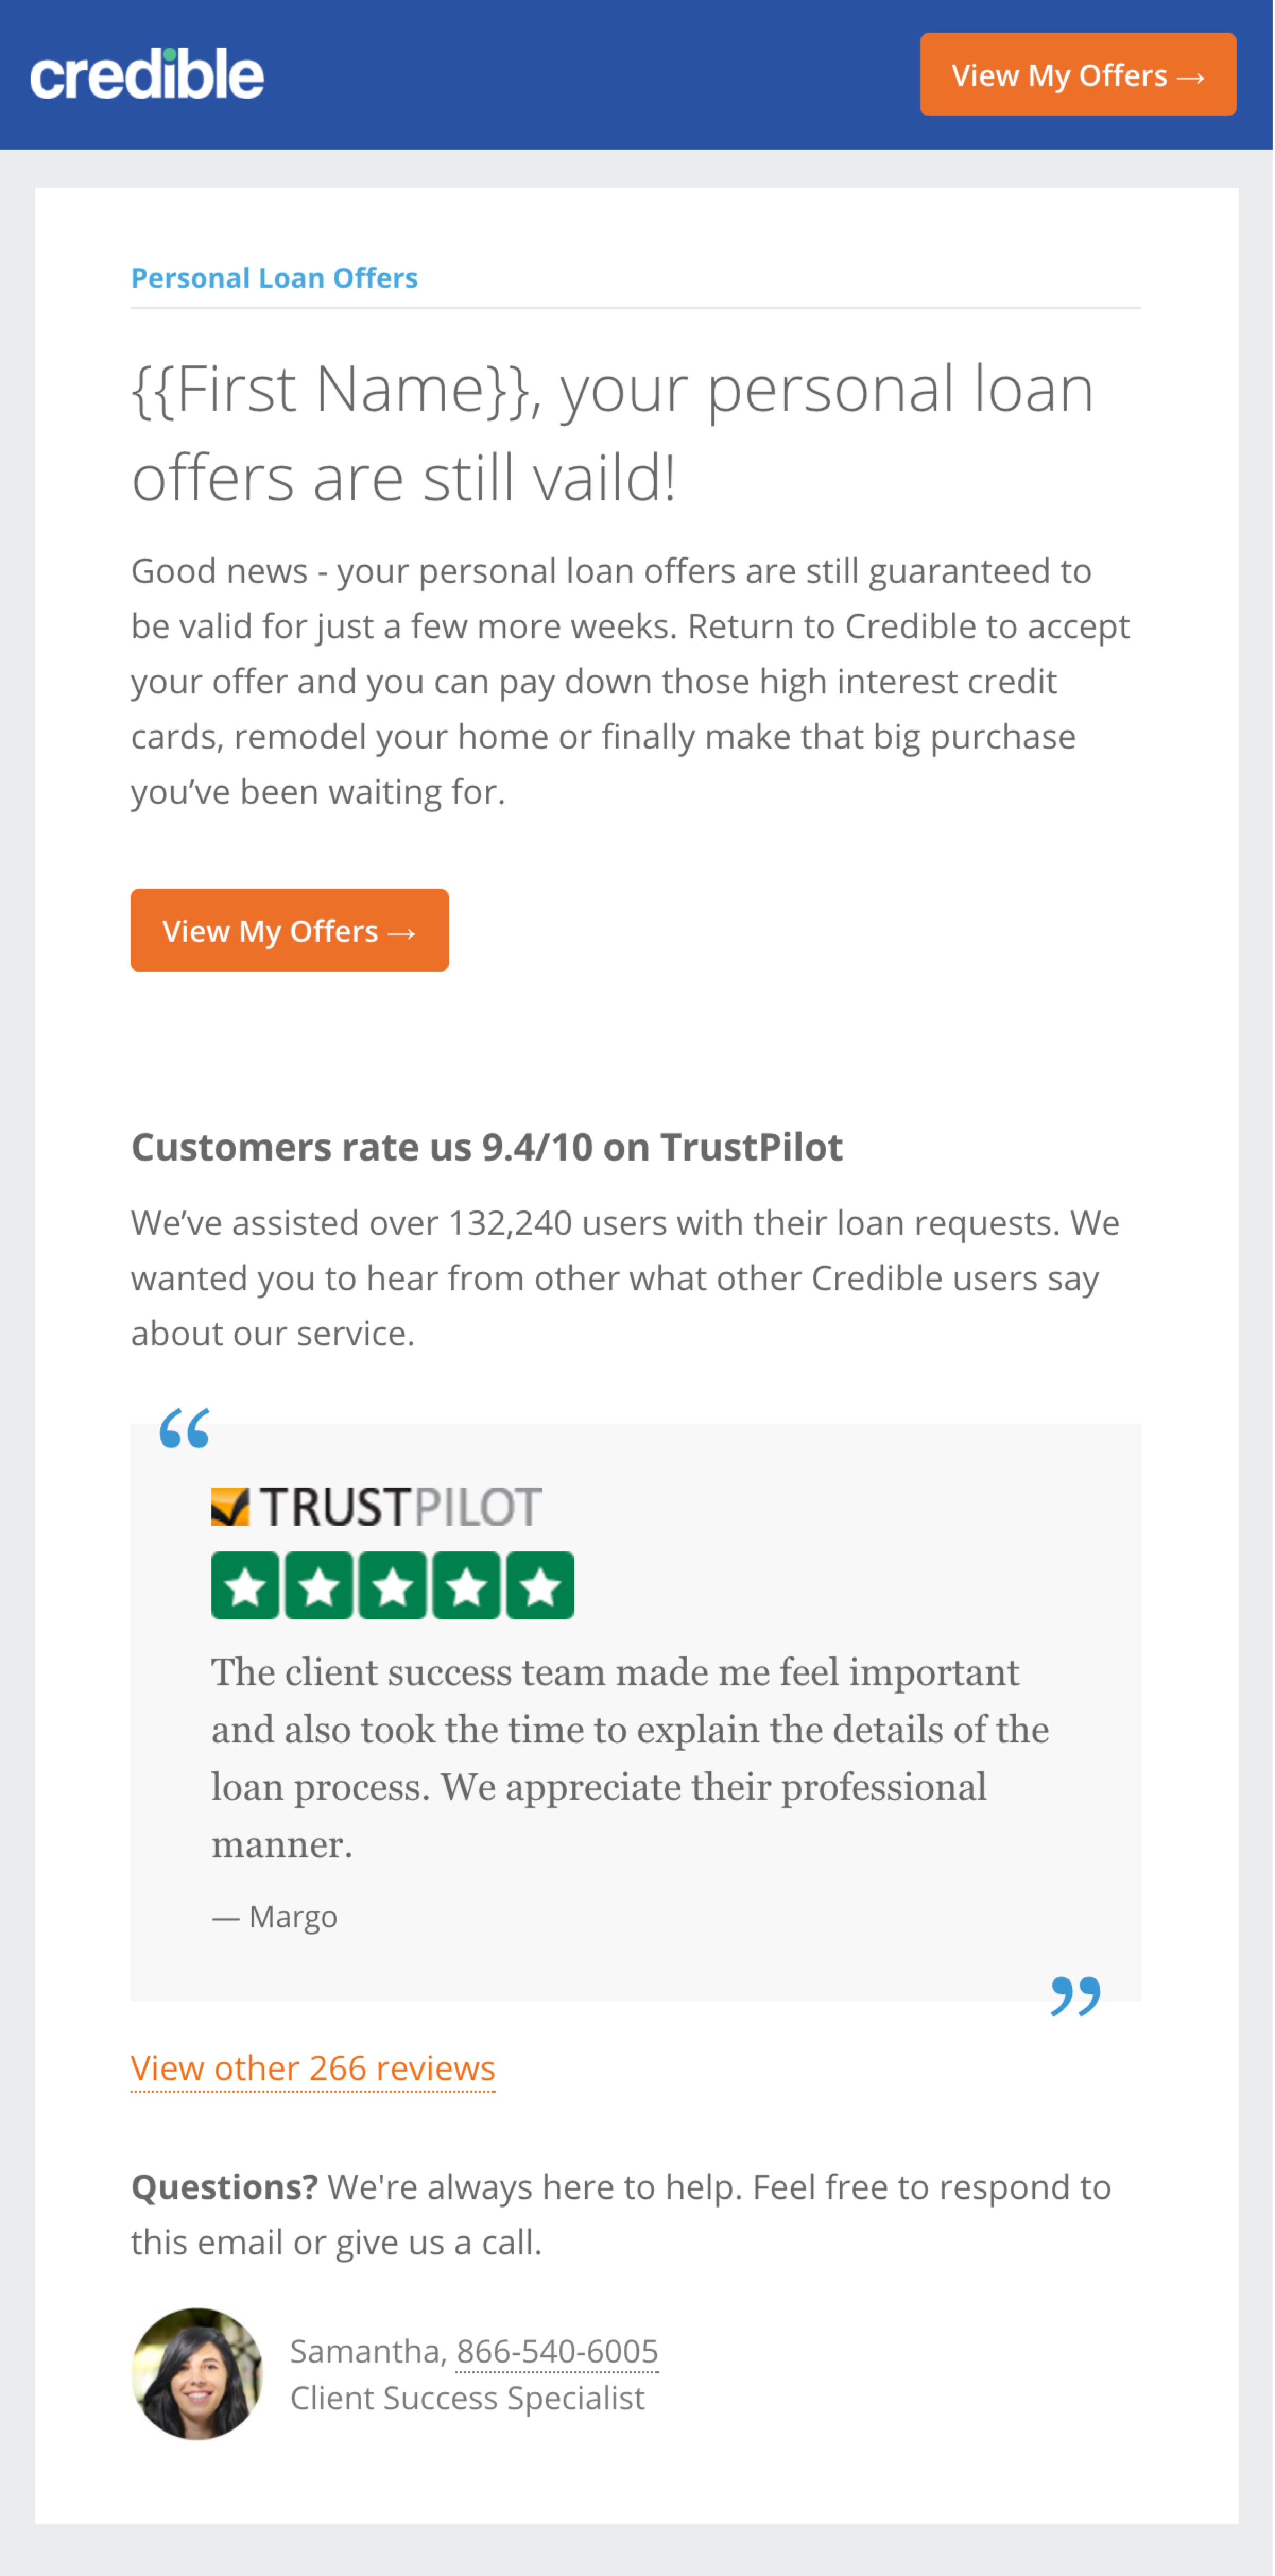 credible
View My Offers →
Personal Loan Offers
{{First Name}}, your personal loan
offers are still vaild!
Good news - your personal loan offers are still guaranteed to
be valid for just a few more weeks. Return to Credible to accept
your offer and you can pay down those high interest credit
cards, remodel your home or finally make that big purchase
you’ve been waiting for.
View My Offers →
Customers rate us 9.4/10 on TrustPilot
We’ve assisted over 132,240 users with their loan requests. We
wanted you to hear from other what other Credible users say
about our service.
“
TRUSTPILOT
The client success team made me feel important
and also took the time to explain the details of the
loan process. We appreciate their professional
manner.
— Margo
”
View other 266 reviews
Questions? We're always here to help. Feel free to respond to
this email or give us a call.
Samantha, 866-540-6005
Client Success Specialist